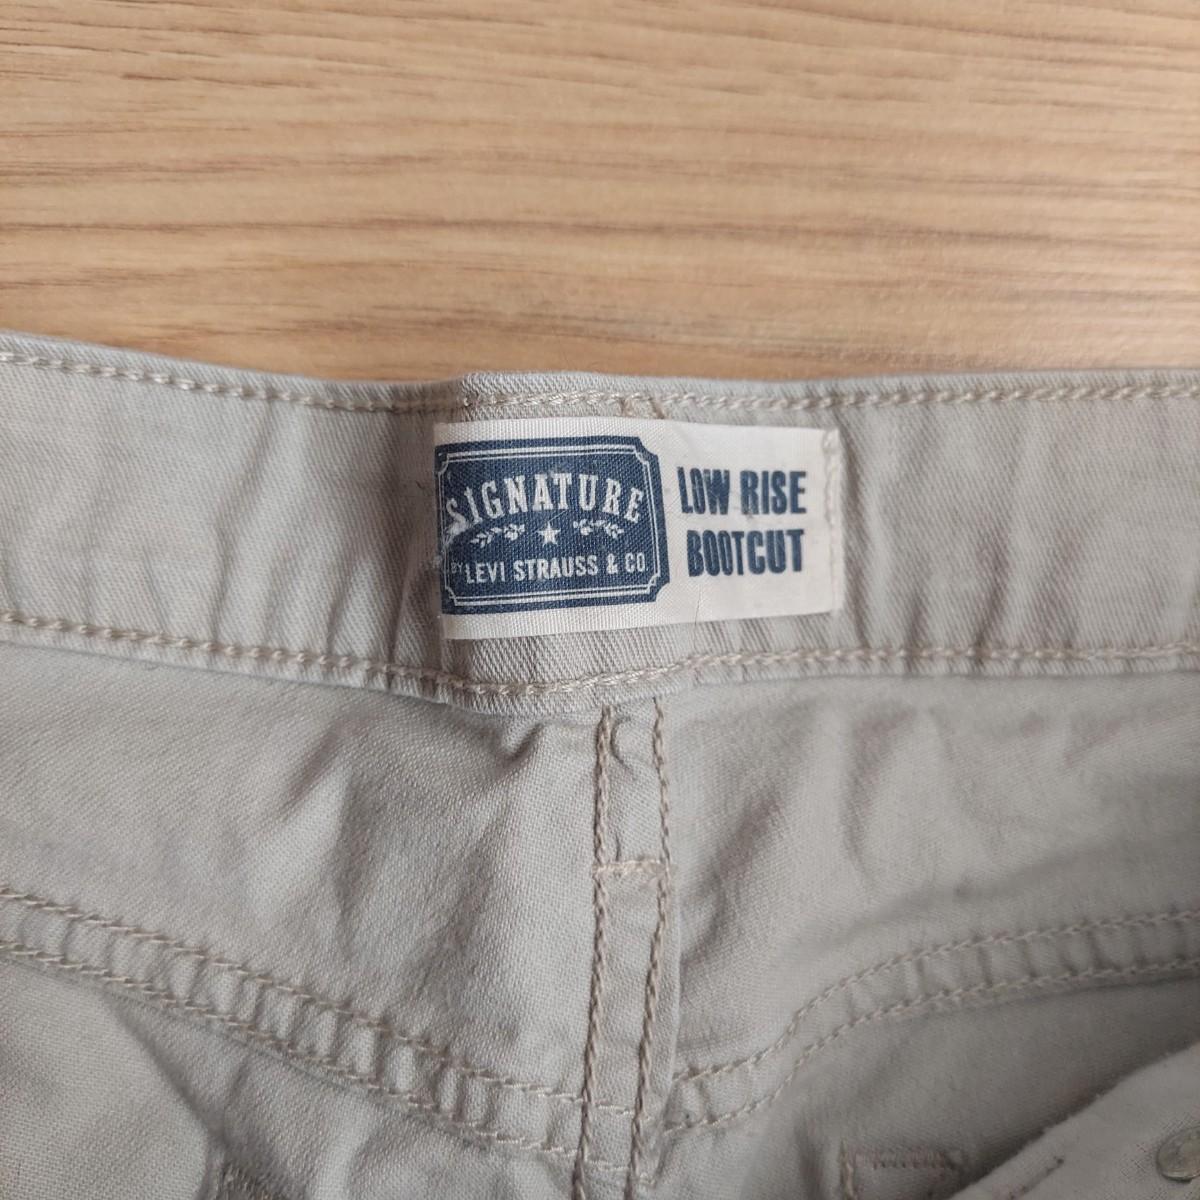 SIGNATURE
BY LEVI STRAUSS & CO
LOW RISE
BOOTCUT